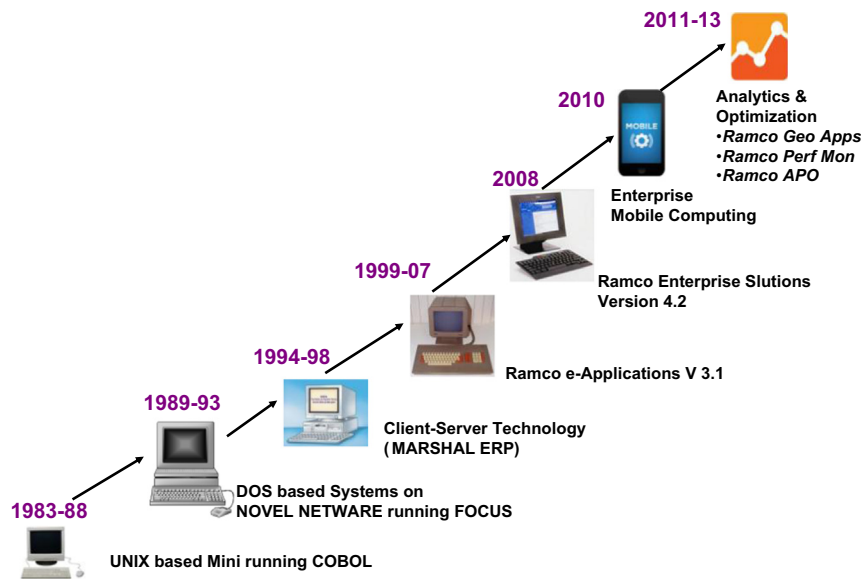 2011-13
Analytics &
Optimization
•Ramco Geo Apps
•Ramco Perf Mon
•Ramco APO
2010
MOBILE
Enterprise
Mobile Computing
2008
Ramco Enterprise Slutions
Version 4.2
1999-07
Ramco e-Applications V 3.1
1994-98
Client-Server Technology
(MARSHAL ERP)
1989-93
DOS based Systems on
NOVEL NETWARE running FOCUS
1983-88
UNIX based Mini running COBOL